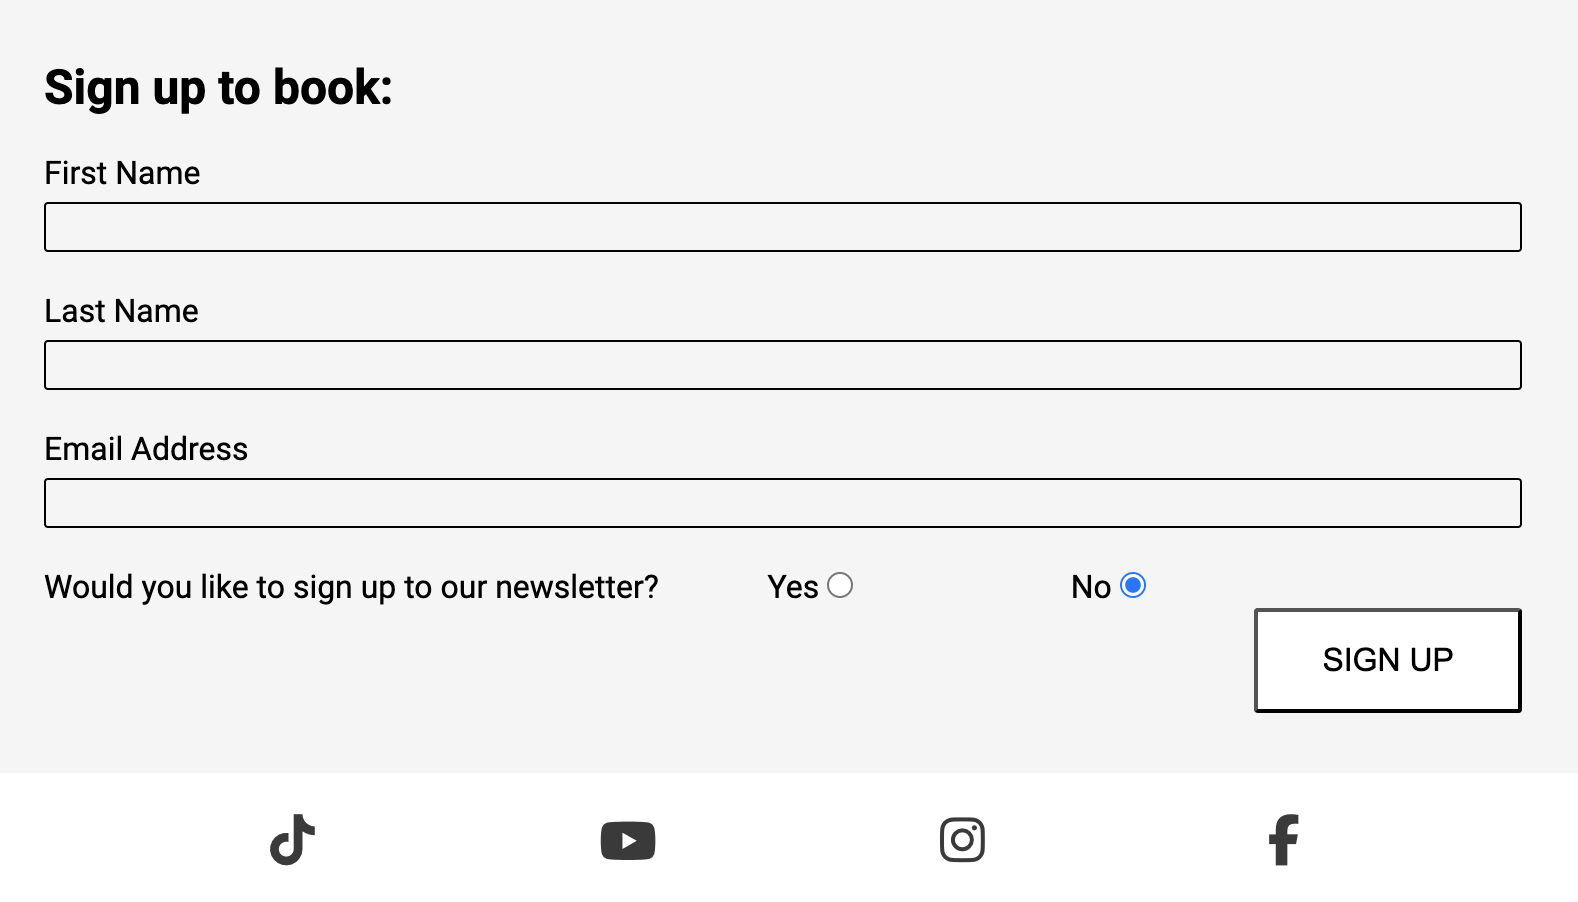 Sign up to book:
First Name
Last Name
Email Address
Would you like to sign up to our newsletter? Yes No
SIGN UP